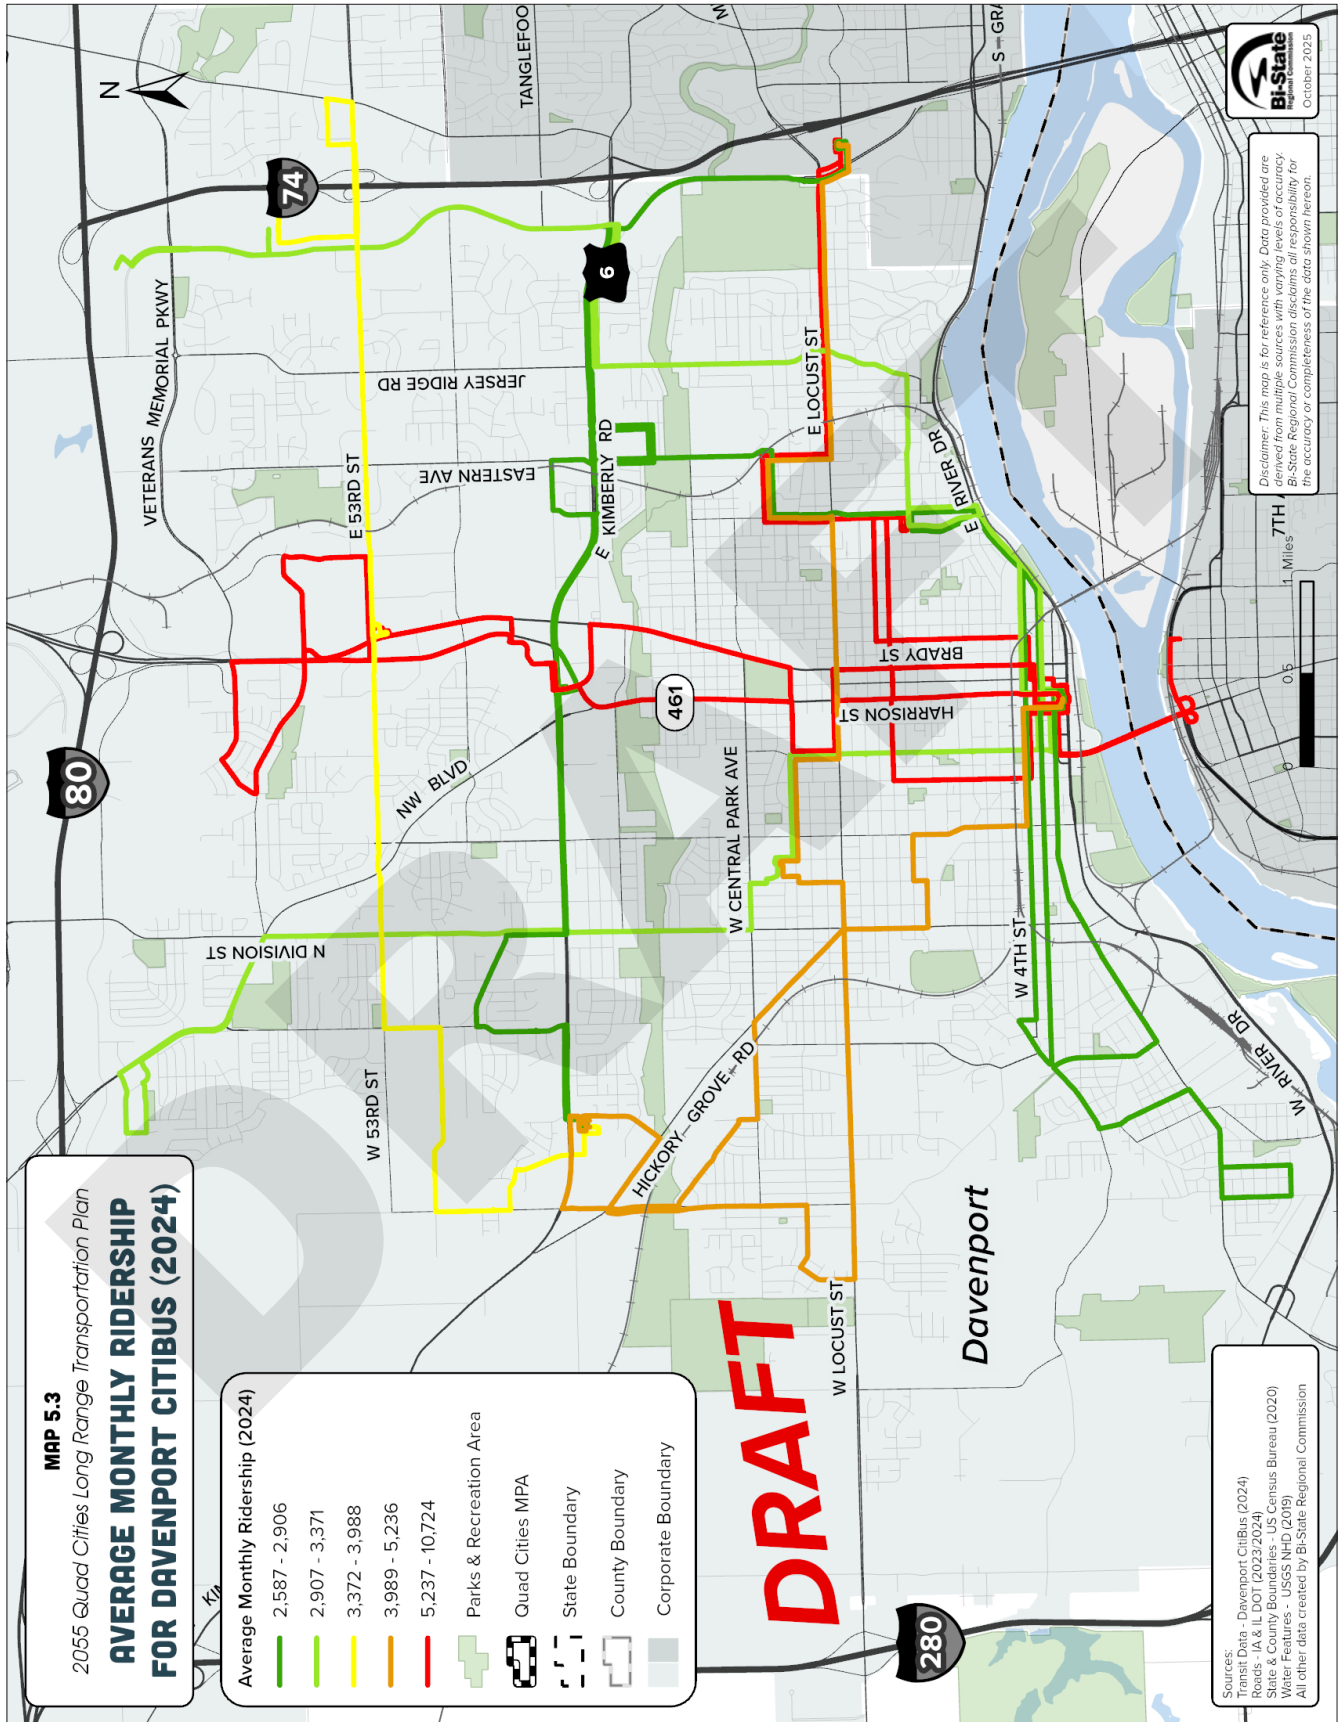 MAP 5.3
2055 Quad Cities Long Range Transportation Plan
AVERAGE MONTHLY RIDERSHIP
FOR DAVENPORT CITIBUS (2024)
Average Monthly Ridership (2024)
2,587 - 2,906
2,907 - 3,371
3,372 - 3,988
3,989 - 5,236
5,237 - 10,724
Parks & Recreation Area
Quad Cities MPA
State Boundary
County Boundary
Corporate Boundary
DRAFT
DRAFT
Davenport
N
80
74
6
461
280
VETERANS MEMORIAL PKWY
E 53RD ST
W 53RD ST
N DIVISION ST
NW BLVD
JERSEY RIDGE RD
EASTERN AVE
E KIMBERLY RD
TANGLEFOO
E LOCUST ST
W LOCUST ST
W CENTRAL PARK AVE
HICKORY GROVE RD
BRADY ST
HARRISON ST
W 4TH ST
E RIVER DR
W RIVER DR
S GRA
7TH A
0 0.5 1 Miles
Sources:
Transit Data - Davenport CitiBus (2024)
Roads - IA & IL DOT (2023/2024)
State & County Boundaries - US Census Bureau (2020)
Water Features - USGS NHD (2019)
All other data created by Bi-State Regional Commission
Disclaimer: This map is for reference only. Data provided are
derived from multiple sources with varying levels of accuracy.
Bi-State Regional Commission disclaims all responsibility for
the accuracy or completeness of the data shown hereon.
Bi-State
Regional Commission
October 2025